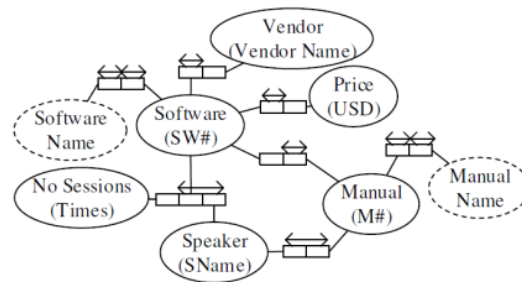 Vendor
(Vendor Name)
Price
(USD)
Software
(SW#)
Software
Name
No Sessions
(Times)
Manual
(M#)
Manual
Name
Speaker
(SName)